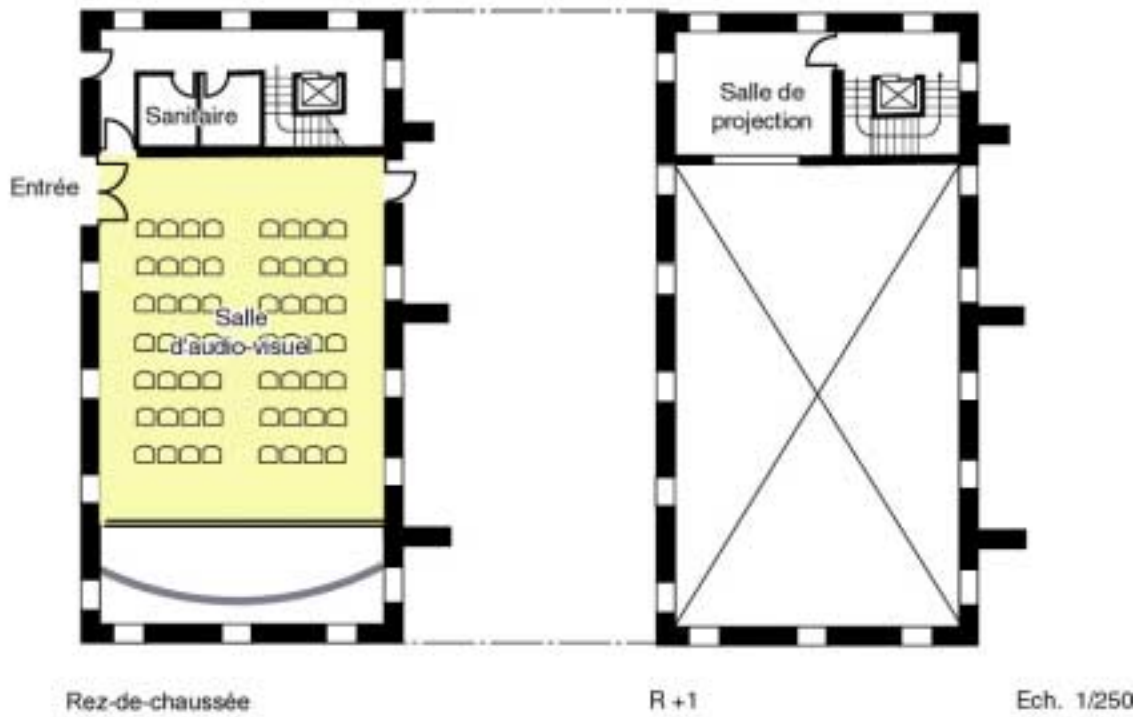 Sanitaire
Salle de
projection
Entrée
Salle
d'audio-visuel
Rez-de-chaussée
R +1
Ech. 1/250